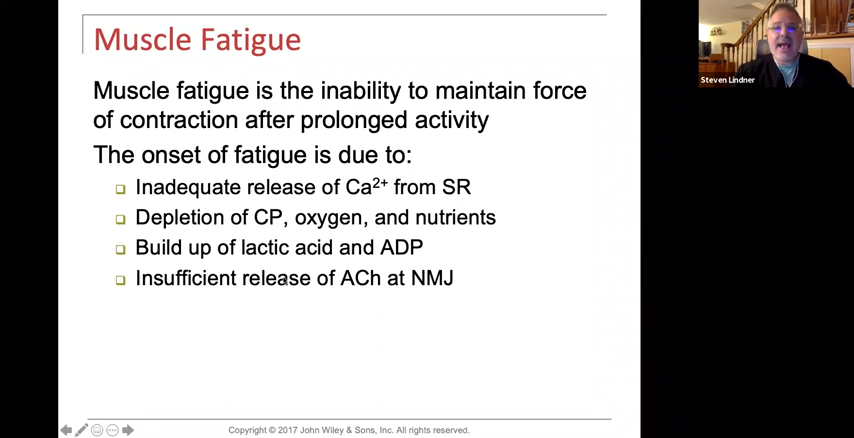 Muscle Fatigue
Steven Lindner
Muscle fatigue is the inability to maintain force
of contraction after prolonged activity
The onset of fatigue is due to:
Inadequate release of Ca²⁺ from SR
Depletion of CP, oxygen, and nutrients
Build up of lactic acid and ADP
Insufficient release of ACh at NMJ
Copyright © 2017 John Wiley & Sons, Inc. All rights reserved.